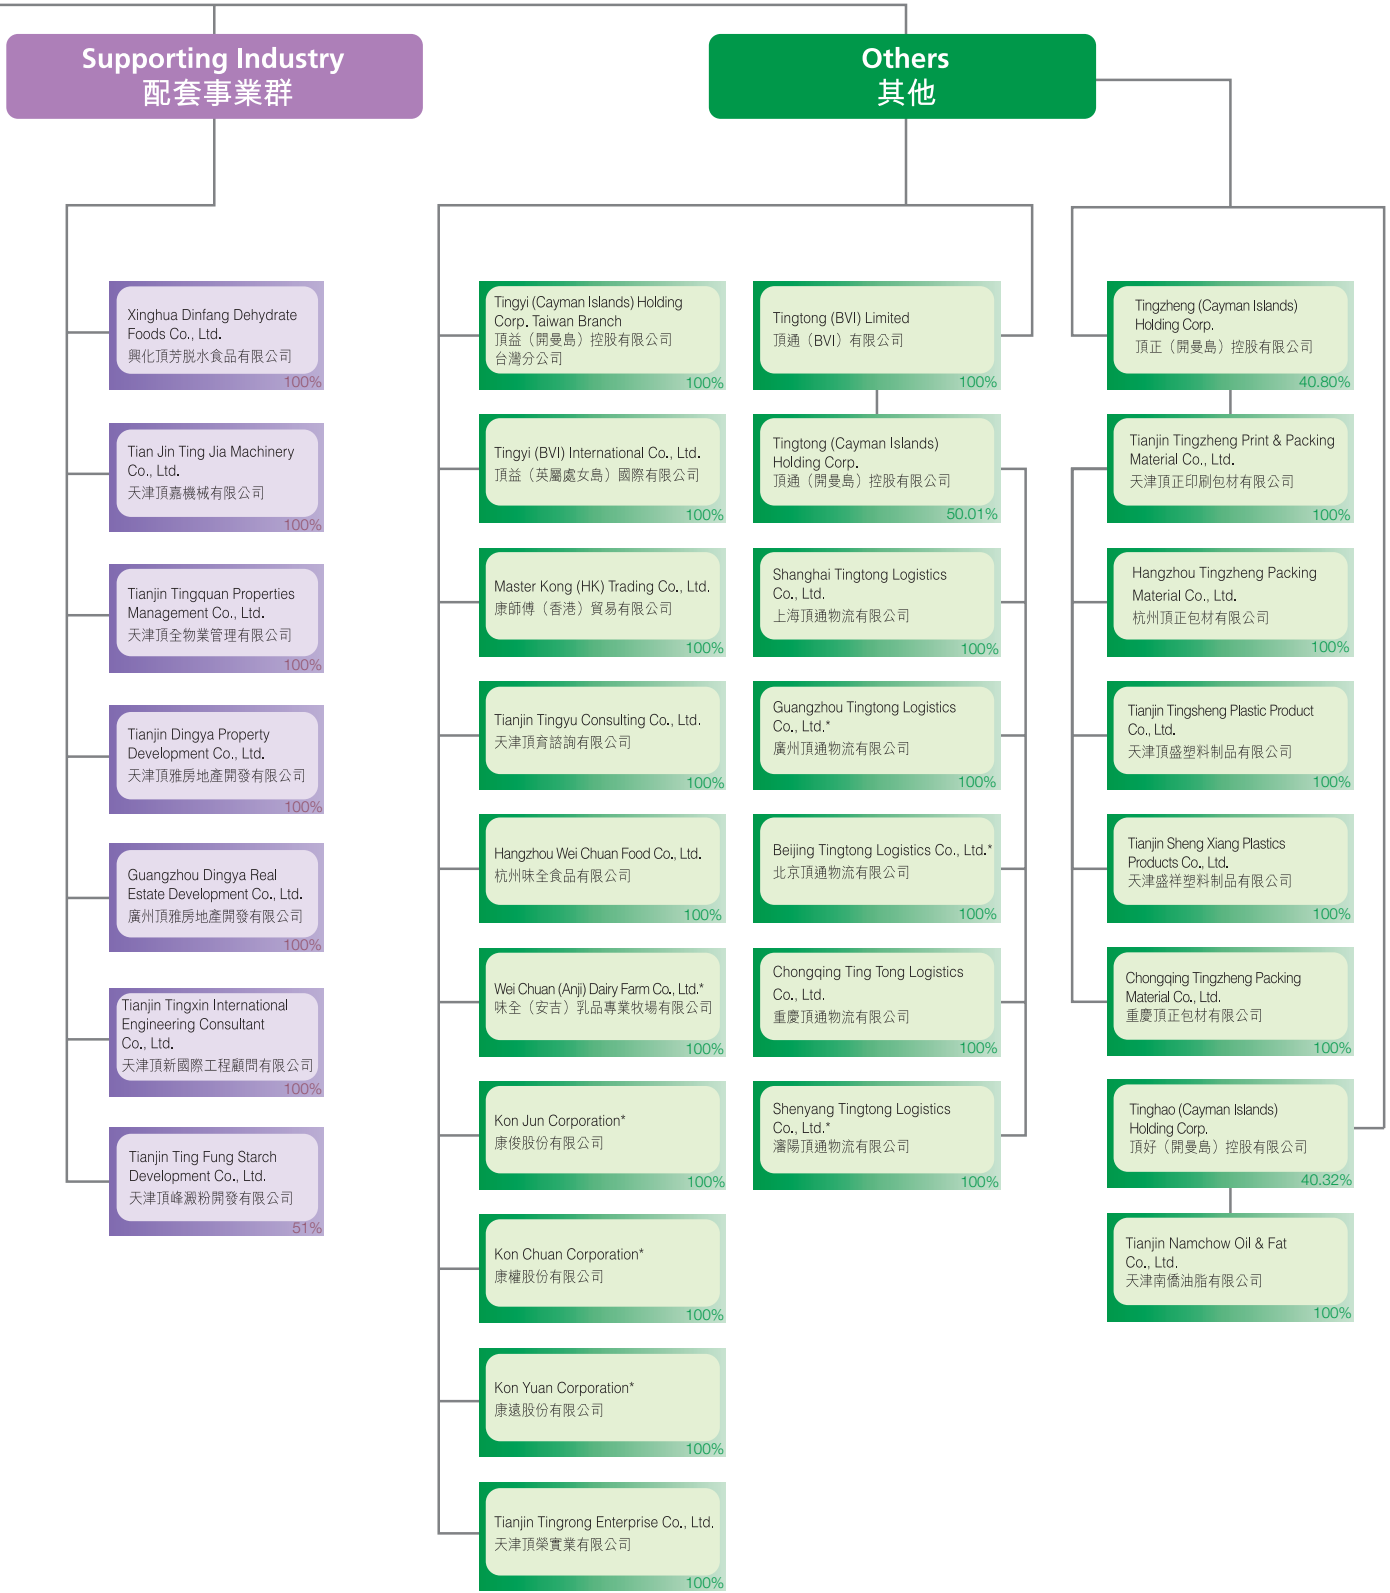 Supporting Industry
配套事業群
Xinghua Dinfang Dehydrate
Foods Co., Ltd.
興化頂芳脱水食品有限公司
100%
Tian Jin Ting Jia Machinery
Co., Ltd.
天津頂嘉機械有限公司
100%
Tianjin Tingquan Properties
Management Co., Ltd.
天津頂全物業管理有限公司
100%
Tianjin Dingya Property
Development Co., Ltd.
天津頂雅房地產開發有限公司
100%
Guangzhou Dingya Real
Estate Development Co., Ltd.
廣州頂雅房地產開發有限公司
100%
Tianjin Tingxin International
Engineering Consultant
Co., Ltd.
天津頂新國際工程顧問有限公司
100%
Tianjin Ting Fung Starch
Development Co., Ltd.
天津頂峰澱粉開發有限公司
51%
Others
其他
Tingyi (Cayman Islands) Holding
Corp. Taiwan Branch
頂益（開曼島）控股有限公司
台灣分公司
100%
Tingyi (BVI) International Co., Ltd.
頂益（英屬處女島）國際有限公司
100%
Master Kong (HK) Trading Co., Ltd.
康師傅（香港）貿易有限公司
100%
Tianjin Tingyu Consulting Co., Ltd.
天津頂育諮詢有限公司
100%
Hangzhou Wei Chuan Food Co., Ltd.
杭州味全食品有限公司
100%
Wei Chuan (Anji) Dairy Farm Co., Ltd.*
味全（安吉）乳品專業牧場有限公司
100%
Kon Jun Corporation*
康俊股份有限公司
100%
Kon Chuan Corporation*
康權股份有限公司
100%
Kon Yuan Corporation*
康遠股份有限公司
100%
Tianjin Tingrong Enterprise Co., Ltd.
天津頂榮實業有限公司
100%
Tingtong (BVI) Limited
頂通（BVI）有限公司
100%
Tingtong (Cayman Islands)
Holding Corp.
頂通（開曼島）控股有限公司
50.01%
Shanghai Tingtong Logistics
Co., Ltd.
上海頂通物流有限公司
100%
Guangzhou Tingtong Logistics
Co., Ltd.*
廣州頂通物流有限公司
100%
Beijing Tingtong Logistics Co., Ltd.*
北京頂通物流有限公司
100%
Chongqing Ting Tong Logistics
Co., Ltd.
重慶頂通物流有限公司
100%
Shenyang Tingtong Logistics
Co., Ltd.*
瀋陽頂通物流有限公司
100%
Tingzheng (Cayman Islands)
Holding Corp.
頂正（開曼島）控股有限公司
40.80%
Tianjin Tingzheng Print & Packing
Material Co., Ltd.
天津頂正印刷包材有限公司
100%
Hangzhou Tingzheng Packing
Material Co., Ltd.
杭州頂正包材有限公司
100%
Tianjin Tingsheng Plastic Product
Co., Ltd.
天津頂盛塑料制品有限公司
100%
Tianjin Sheng Xiang Plastics
Products Co., Ltd.
天津盛祥塑料制品有限公司
100%
Chongqing Tingzheng Packing
Material Co., Ltd.
重慶頂正包材有限公司
100%
Tinghao (Cayman Islands)
Holding Corp.
頂好（開曼島）控股有限公司
40.32%
Tianjin Namchow Oil & Fat
Co., Ltd.
天津南僑油脂有限公司
100%